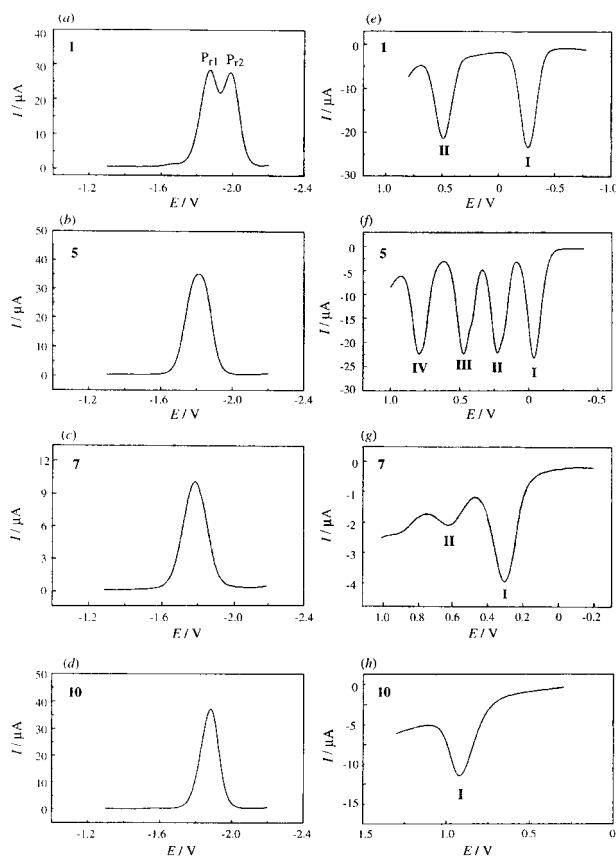 (a)
1
P_r1 P_r2
I / μA
40
30
20
10
0
-1.2 -1.6 -2.0 -2.4
E / V
(e)
1
I / μA
0
-5
-10
-20
-30
II I
1.0 0.5 0 -0.5 -1.0
E / V
(b)
5
I / μA
50
40
30
20
10
0
-1.2 -1.6 -2.0 -2.4
E / V
(f)
5
I / μA
0
-5
-10
-15
-20
-25
IV III II I
1.0 0.5 0.0 -0.5
E / V
(c)
7
I / μA
12
9
6
3
0
-1.2 -1.6 -2.0 -2.4
E / V
(g)
7
I / μA
0
-1
-2
-3
-4
II I
1.0 0.8 0.6 0.4 0.2 0.0 -0.2
E / V
(d)
10
I / μA
50
40
30
20
10
0
-1.2 -1.6 -2.0 -2.4
E / V
(h)
10
I / μA
0
-5
-10
-15
I
1.5 1.0 0.5 0
E / V